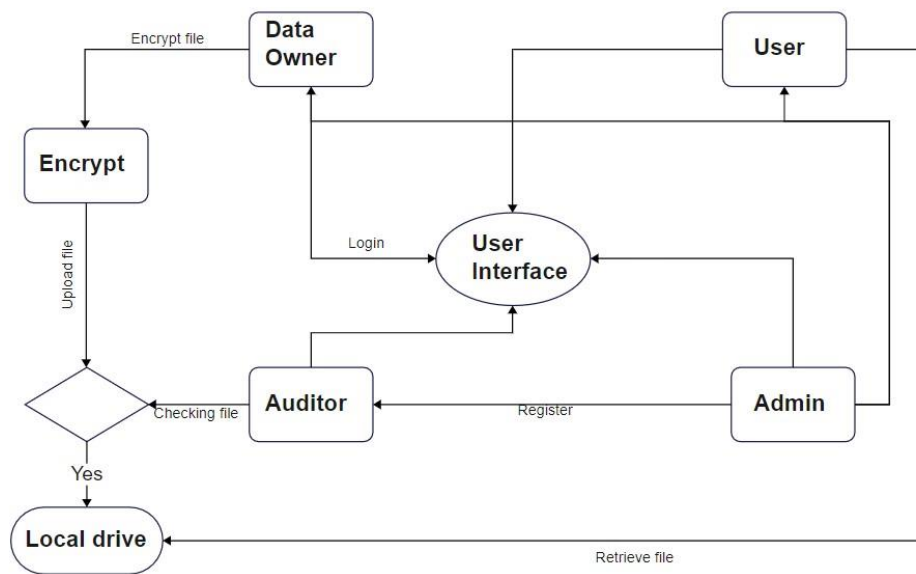 Data
Owner
User
Encrypt file
Encrypt
Login
User
Interface
Upload file
Auditor
Admin
Checking file
Register
Yes
Local drive
Retrieve file